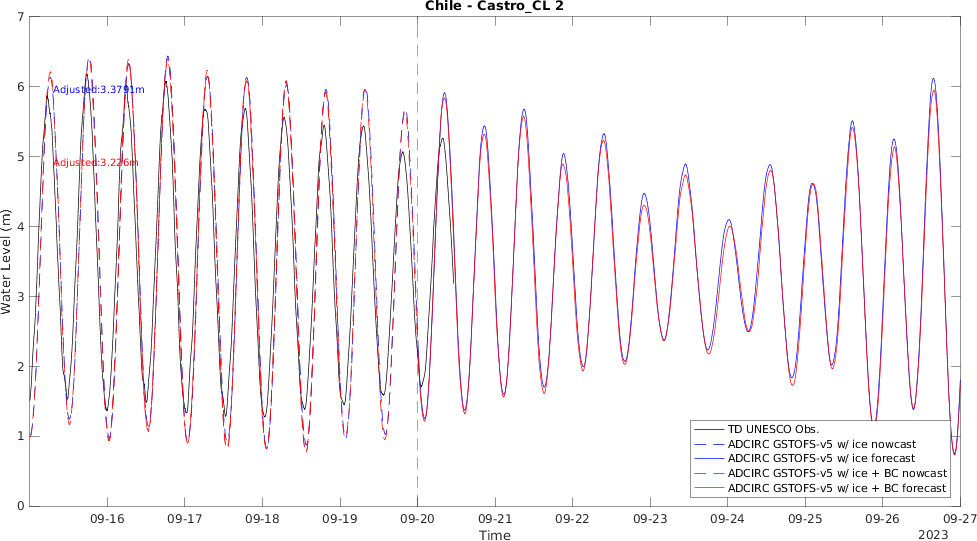 Chile - Castro_CL 2
7
6
5
4
3
2
1
0
Water Level (m)
Adjusted:3.3791m
Adjusted:3.226m
TD UNESCO Obs.
ADCIRC GSTOFS-v5 w/ ice nowcast
ADCIRC GSTOFS-v5 w/ ice forecast
ADCIRC GSTOFS-v5 w/ ice + BC nowcast
ADCIRC GSTOFS-v5 w/ ice + BC forecast
09-16 09-17 09-18 09-19 09-20 09-21 09-22 09-23 09-24 09-25 09-26 09-27
Time
2023